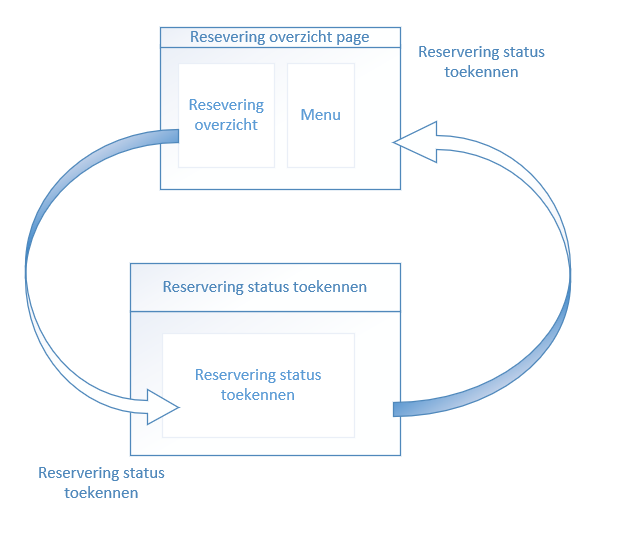 Resevering overzicht page
Reservering status
toekennen
Resevering
overzicht
Menu
Reservering status toekennen
Reservering status
toekennen
Reservering status
toekennen